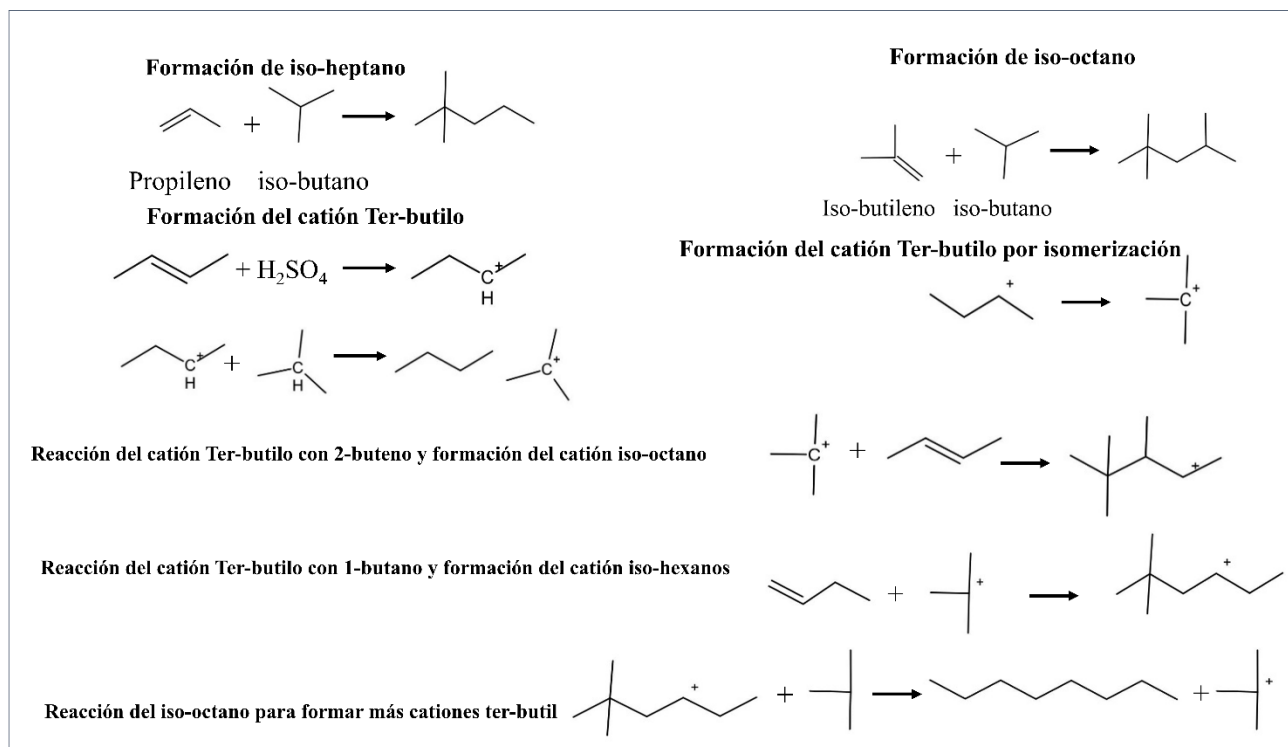 Formación de iso-heptano
+
Propileno iso-butano
Formación de iso-octano
+
Iso-butileno iso-butano
Formación del catión Ter-butilo
+ H₂SO₄
C
+
H
Formación del catión Ter-butilo por isomerización
+
C
+
C
+
H
+
C
H
C
+
Reacción del catión Ter-butilo con 2-buteno y formación del catión iso-octano
C
+
+
+
Reacción del catión Ter-butilo con 1-butano y formación del catión iso-hexanos
+
+
+
Reacción del iso-octano para formar más cationes ter-butil
+
+
+
+